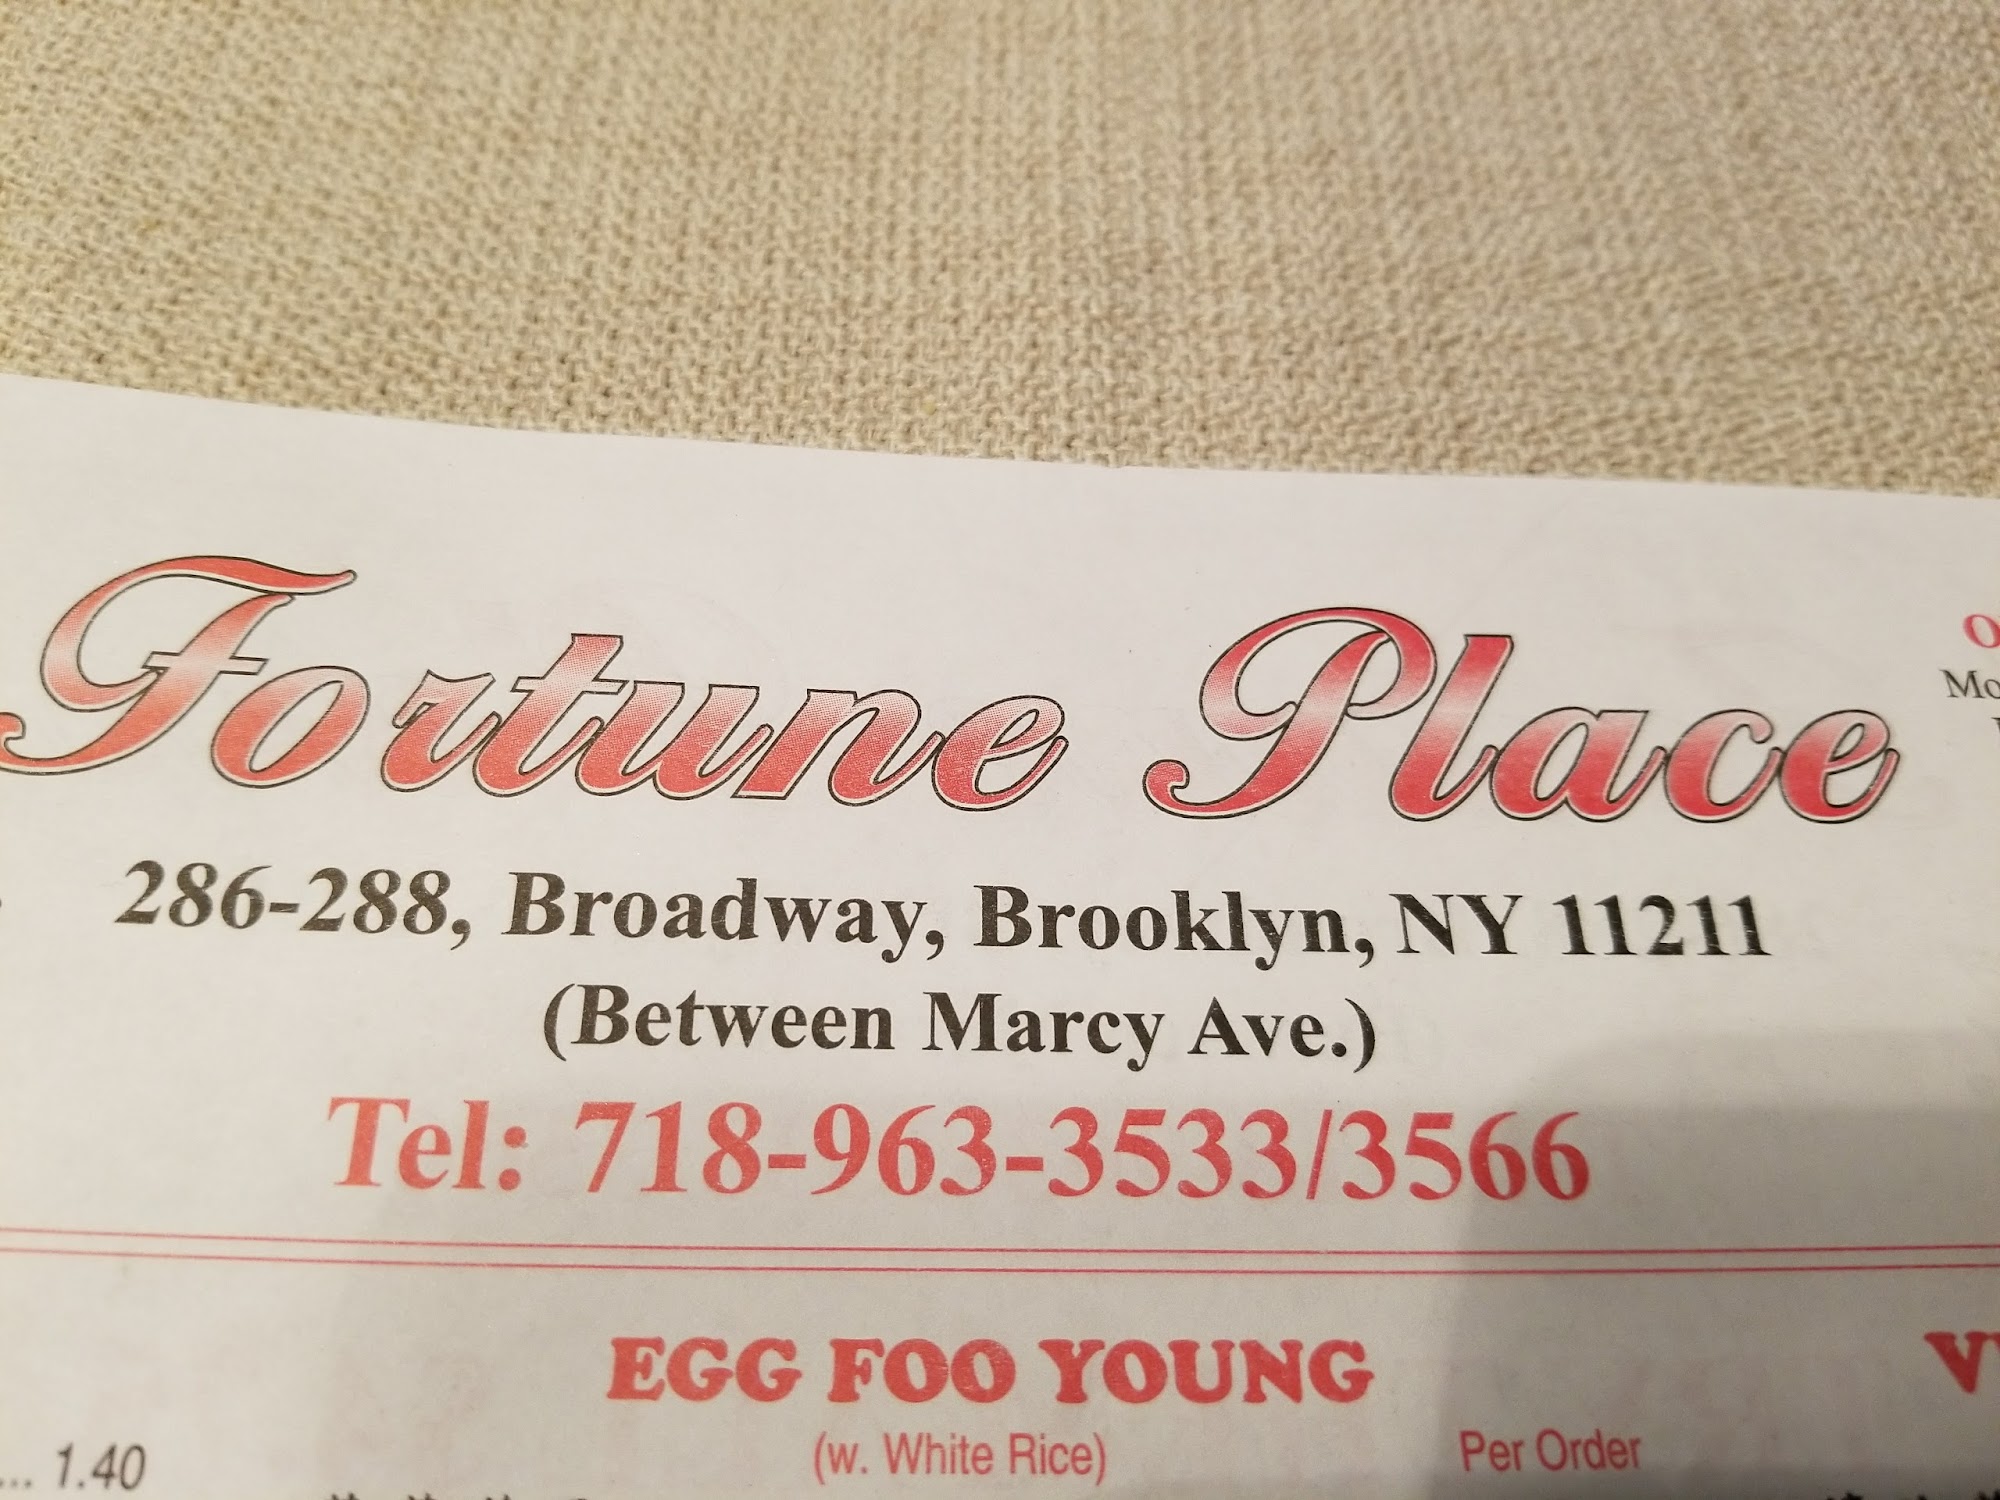 Fortune Place
286-288, Broadway, Brooklyn, NY 11211
(Between Marcy Ave.)
Tel: 718-963-3533/3566
EGG FOO YOUNG
(w. White Rice) Per Order
... 1.40